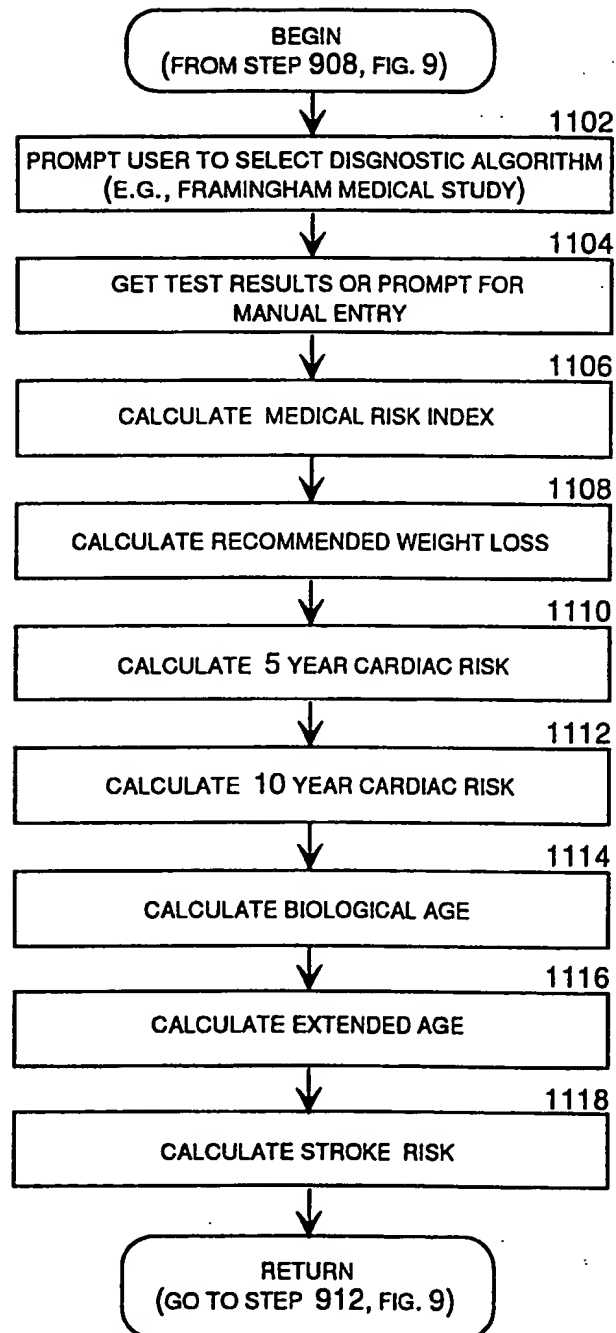 BEGIN
(FROM STEP 908, FIG. 9)
1102
PROMPT USER TO SELECT DISGNOSTIC ALGORITHM
(E.G., FRAMINGHAM MEDICAL STUDY)
1104
GET TEST RESULTS OR PROMPT FOR
MANUAL ENTRY
1106
CALCULATE MEDICAL RISK INDEX
1108
CALCULATE RECOMMENDED WEIGHT LOSS
1110
CALCULATE 5 YEAR CARDIAC RISK
1112
CALCULATE 10 YEAR CARDIAC RISK
1114
CALCULATE BIOLOGICAL AGE
1116
CALCULATE EXTENDED AGE
1118
CALCULATE STROKE RISK
RETURN
(GO TO STEP 912, FIG. 9)